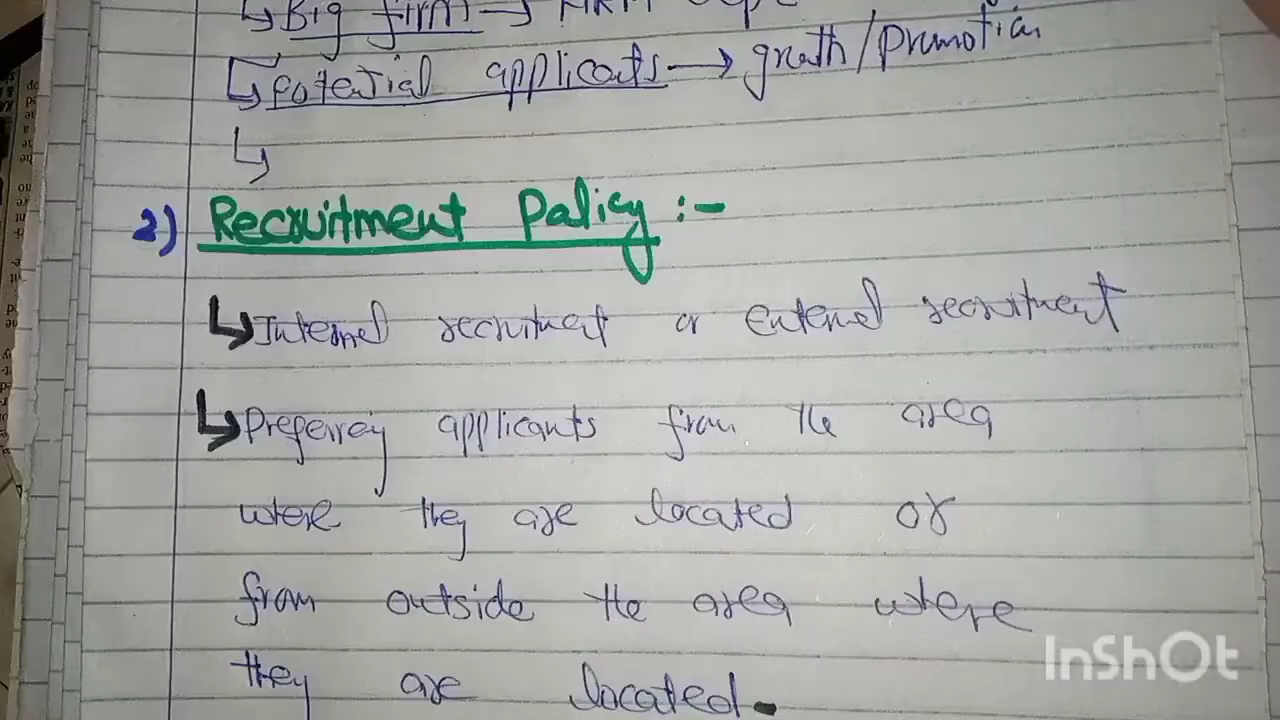 ↳ Big firm → HRM
↳ potential applicants → growth/promotion
↳
2) Recruitment Policy :-
↳ Internal recruitment or external recruitment
↳ Preferring applicants from the area
where they are located or
from outside the area where
they are located.
InShOt